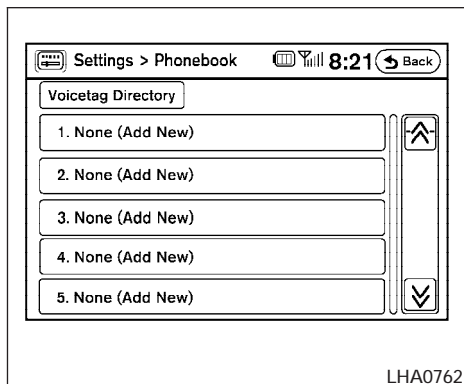 Settings > Phonebook 8:21 Back
Voicetag Directory
1. None (Add New)
2. None (Add New)
3. None (Add New)
4. None (Add New)
5. None (Add New)
LHA0762